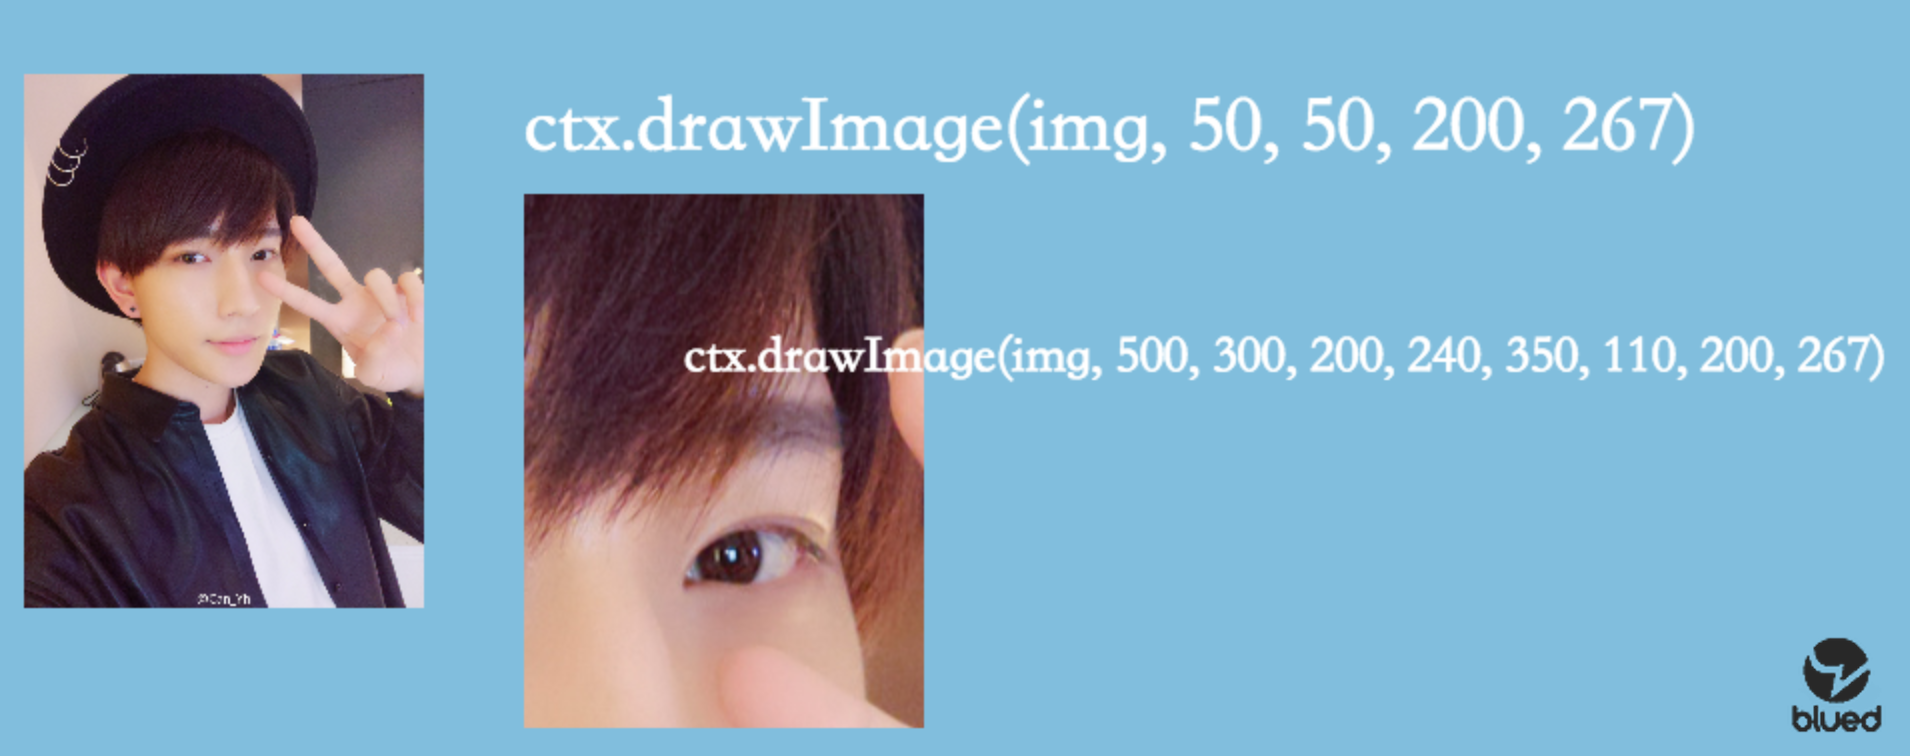 ctx.drawImage(img, 50, 50, 200, 267)
ctx.drawImage(img, 500, 300, 200, 240, 350, 110, 200, 267)
@Can_Yh
blued